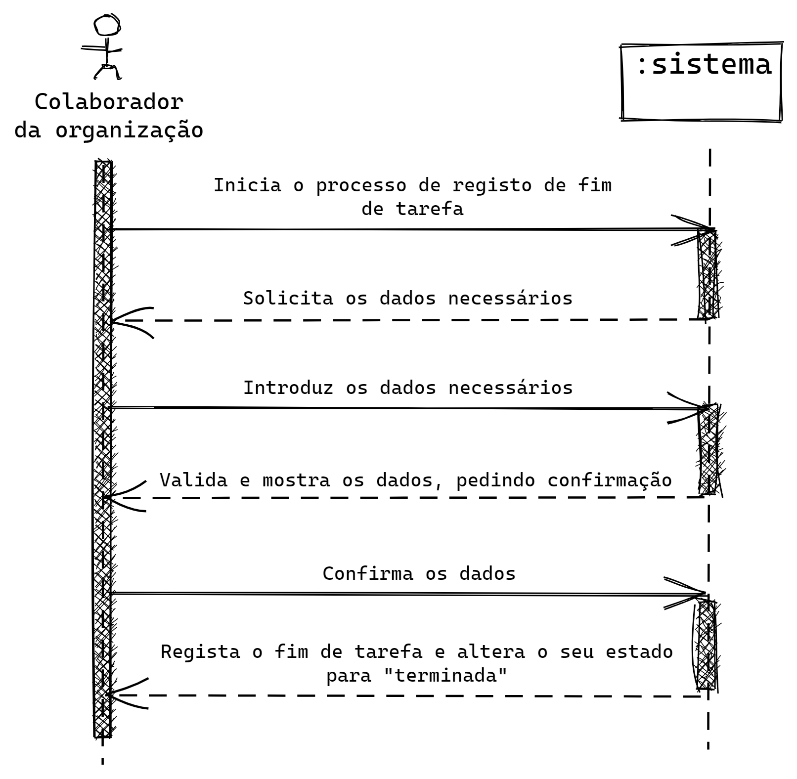 Colaborador
da organização
:sistema
Inicia o processo de registo de fim
de tarefa
Solicita os dados necessários
Introduz os dados necessários
Valida e mostra os dados, pedindo confirmação
Confirma os dados
Regista o fim de tarefa e altera o seu estado
para "terminada"